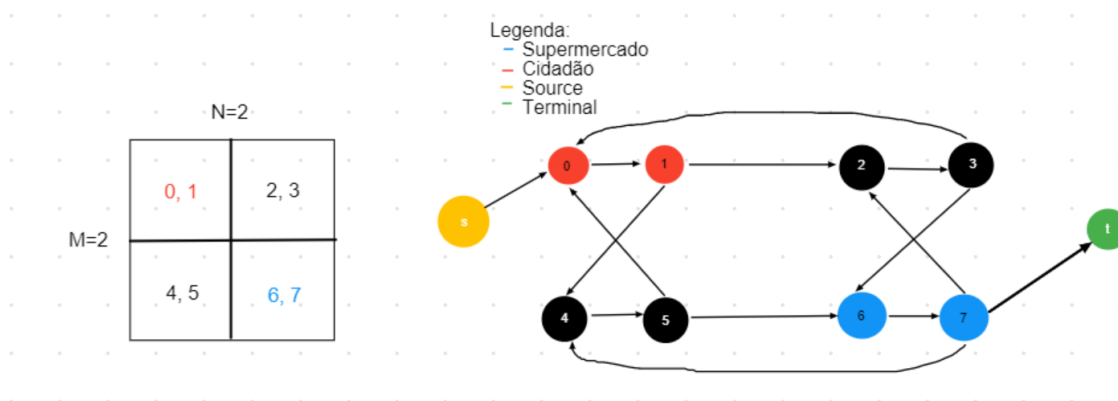 Legenda:
Supermercado
Cidadão
Source
Terminal
N=2
0, 1
2, 3
M=2
4, 5
6, 7
0
1
2
3
s
t
4
5
6
7